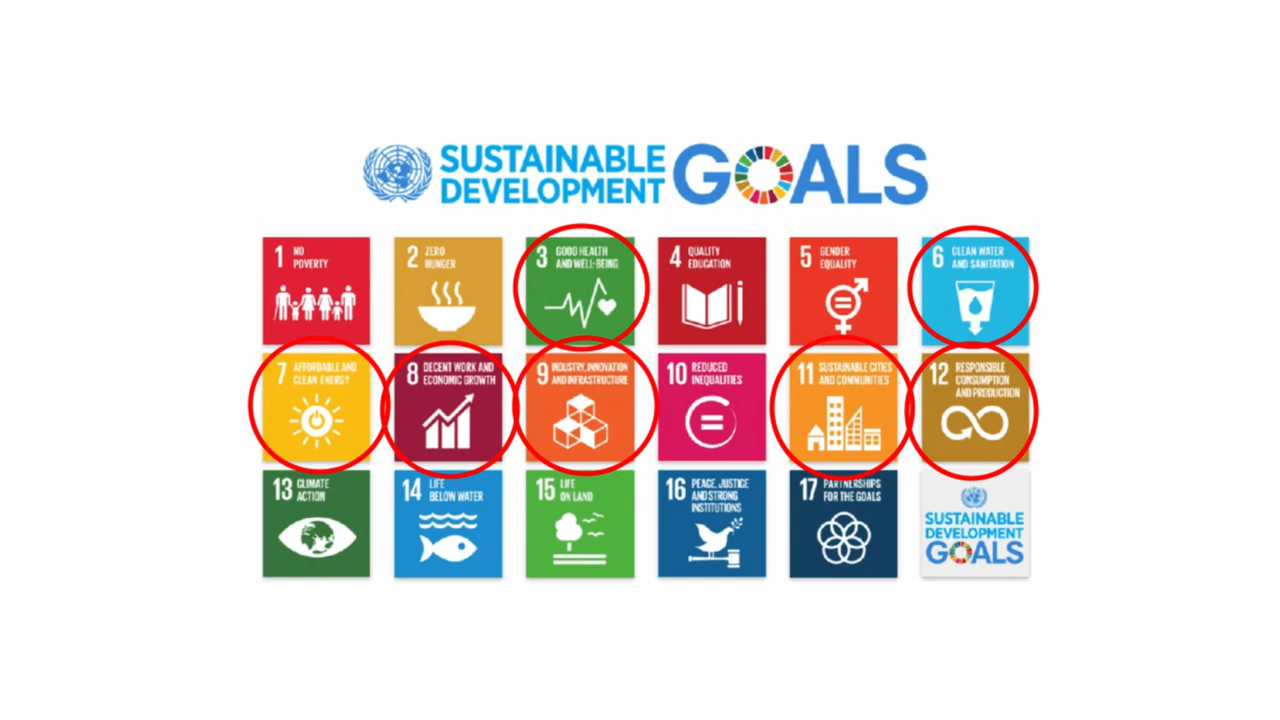 SUSTAINABLE
DEVELOPMENT
GOALS
1 NO
POVERTY
2 ZERO
HUNGER
3 GOOD HEALTH
AND WELL-BEING
4 QUALITY
EDUCATION
5 GENDER
EQUALITY
6 CLEAN WATER
AND SANITATION
7 AFFORDABLE AND
CLEAN ENERGY
8 DECENT WORK AND
ECONOMIC GROWTH
9 INDUSTRY, INNOVATION
AND INFRASTRUCTURE
10 REDUCED
INEQUALITIES
11 SUSTAINABLE CITIES
AND COMMUNITIES
12 RESPONSIBLE
CONSUMPTION
AND PRODUCTION
13 CLIMATE
ACTION
14 LIFE
BELOW WATER
15 LIFE
ON LAND
16 PEACE, JUSTICE
AND STRONG
INSTITUTIONS
17 PARTNERSHIPS
FOR THE GOALS
SUSTAINABLE
DEVELOPMENT
GOALS